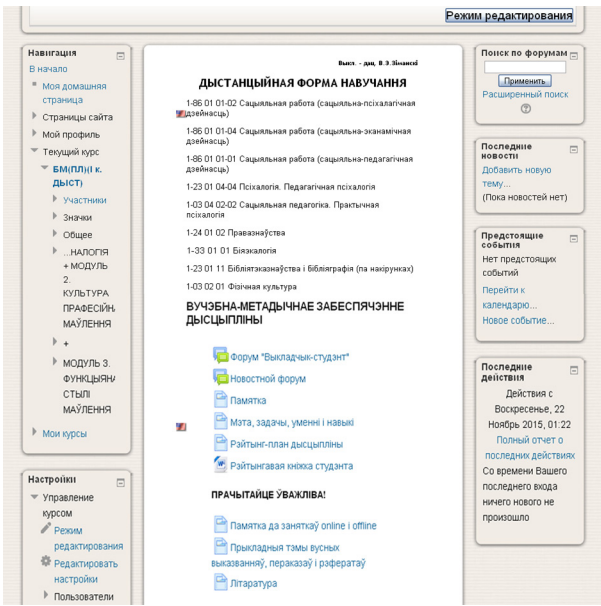 Режим редактирования
Навигация
В начало
Моя домашняя
страница
Страницы сайта
Мой профиль
Текущий курс
БМ(ПЛ)(I к.
ДЫСТ)
Участники
Значки
Общее
...НАЛОГІЯ
+ МОДУЛЬ
2.
КУЛЬТУРА
ПРАФЕСІЙН
МАЎЛЕННЯ
+
МОДУЛЬ 3.
ФУНКЦЫЯН
СТЫЛІ
МАЎЛЕННЯ
Мои курсы
Настройки
Управление
курсом
Режим
редактирования
Редактировать
настройки
Пользователи
Выкл. - дац. В.Э.Зіманскі
ДЫСТАНЦЫЙНАЯ ФОРМА НАВУЧАННЯ
1-86 01 01-02 Сацыяльная работа (сацыяльна-псіхалагічная
дзейнасць)
1-86 01 01-04 Сацыяльная работа (сацыяльна-эканамічная
дзейнасць)
1-86 01 01-01 Сацыяльная работа (сацыяльна-педагагічная
дзейнасць)
1-23 01 04-04 Псіхалогія. Педагагічная псіхалогія
1-03 04 02-02 Сацыяльная педагогіка. Практычная
псіхалогія
1-24 01 02 Правазнаўства
1-33 01 01 Біяэкалогія
1-23 01 11 Бібліятэказнаўства і бібліяграфія (па накірунках)
1-03 02 01 Фізічная культура
ВУЧЭБНА-МЕТАДЫЧНАЕ ЗАБЕСПЯЧЭННЕ
ДЫСЦЫПЛІНЫ
Форум "Выкладчык-студэнт"
Новостной форум
Памятка
Мэта, задачы, уменні і навыкі
Рэйтынг-план дысцыпліны
Рэйтынгавая кніжка студэнта
ПРАЧЫТАЙЦЕ ЎВАЖЛІВА!
Памятка да заняткаў online і offline
Прыкладныя тэмы вусных
выказванняў, пераказаў і рэфератаў
Літаратура
Поиск по форумам
Применить
Расширенный поиск
Последние
новости
Добавить новую
тему...
(Пока новостей нет)
Предстоящие
события
Нет предстоящих
событий
Перейти к
календарю...
Новое событие...
Последние
действия
Действия с
Воскресенье, 22
Ноябрь 2015, 01:22
Полный отчет о
последних действиях
Со времени Вашего
последнего входа
ничего нового не
произошло